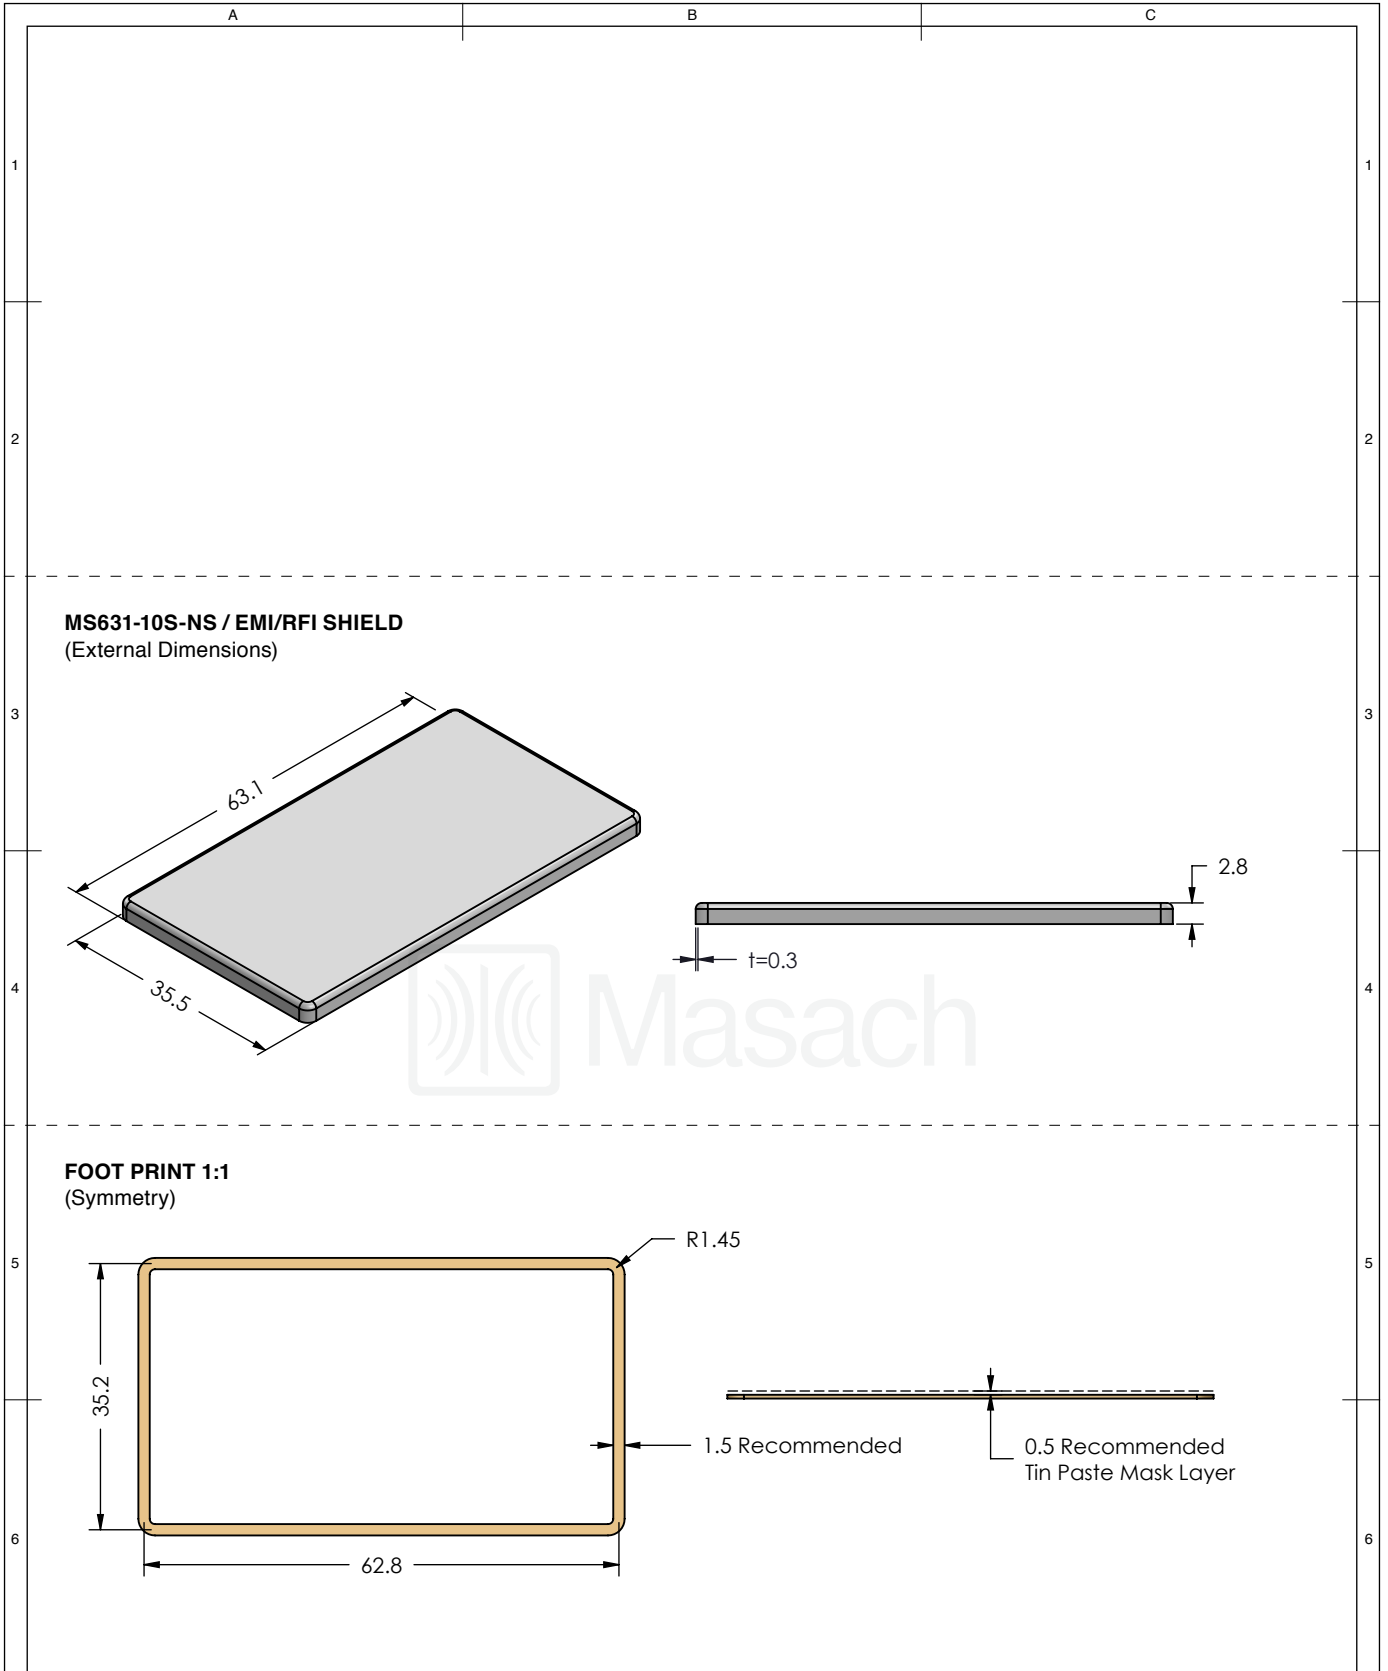 A
B
C
1
1
2
2
MS631-10S-NS / EMI/RFI SHIELD
(External Dimensions)
3
3
63.1
2.8
t=0.3
35.5
4
4
Masach
FOOT PRINT 1:1
(Symmetry)
R1.45
5
5
35.2
1.5 Recommended
0.5 Recommended
Tin Paste Mask Layer
6
6
62.8